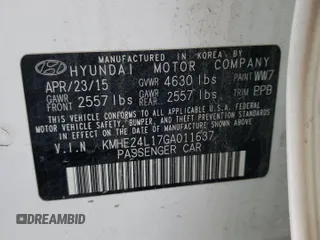 MANUFACTURED IN KOREA BY
HYUNDAI MOTOR COMPANY
APR/23/15 GVWR 4630 lbs PAINT WW7
GAWR FRONT 2557 lbs GAWR REAR 2557 lbs TRIM BPB
THIS VEHICLE CONFORMS TO ALL APPLICABLE
FEDERAL MOTOR VEHICLE SAFETY, BUMPER, AND
THEFT PREVENTION STANDARDS IN EFFECT ON
THE DATE OF MANUFACTURE SHOWN ABOVE.
V.I.N KMHE24L17GA011637
PASSENGER CAR
©DREAMBID